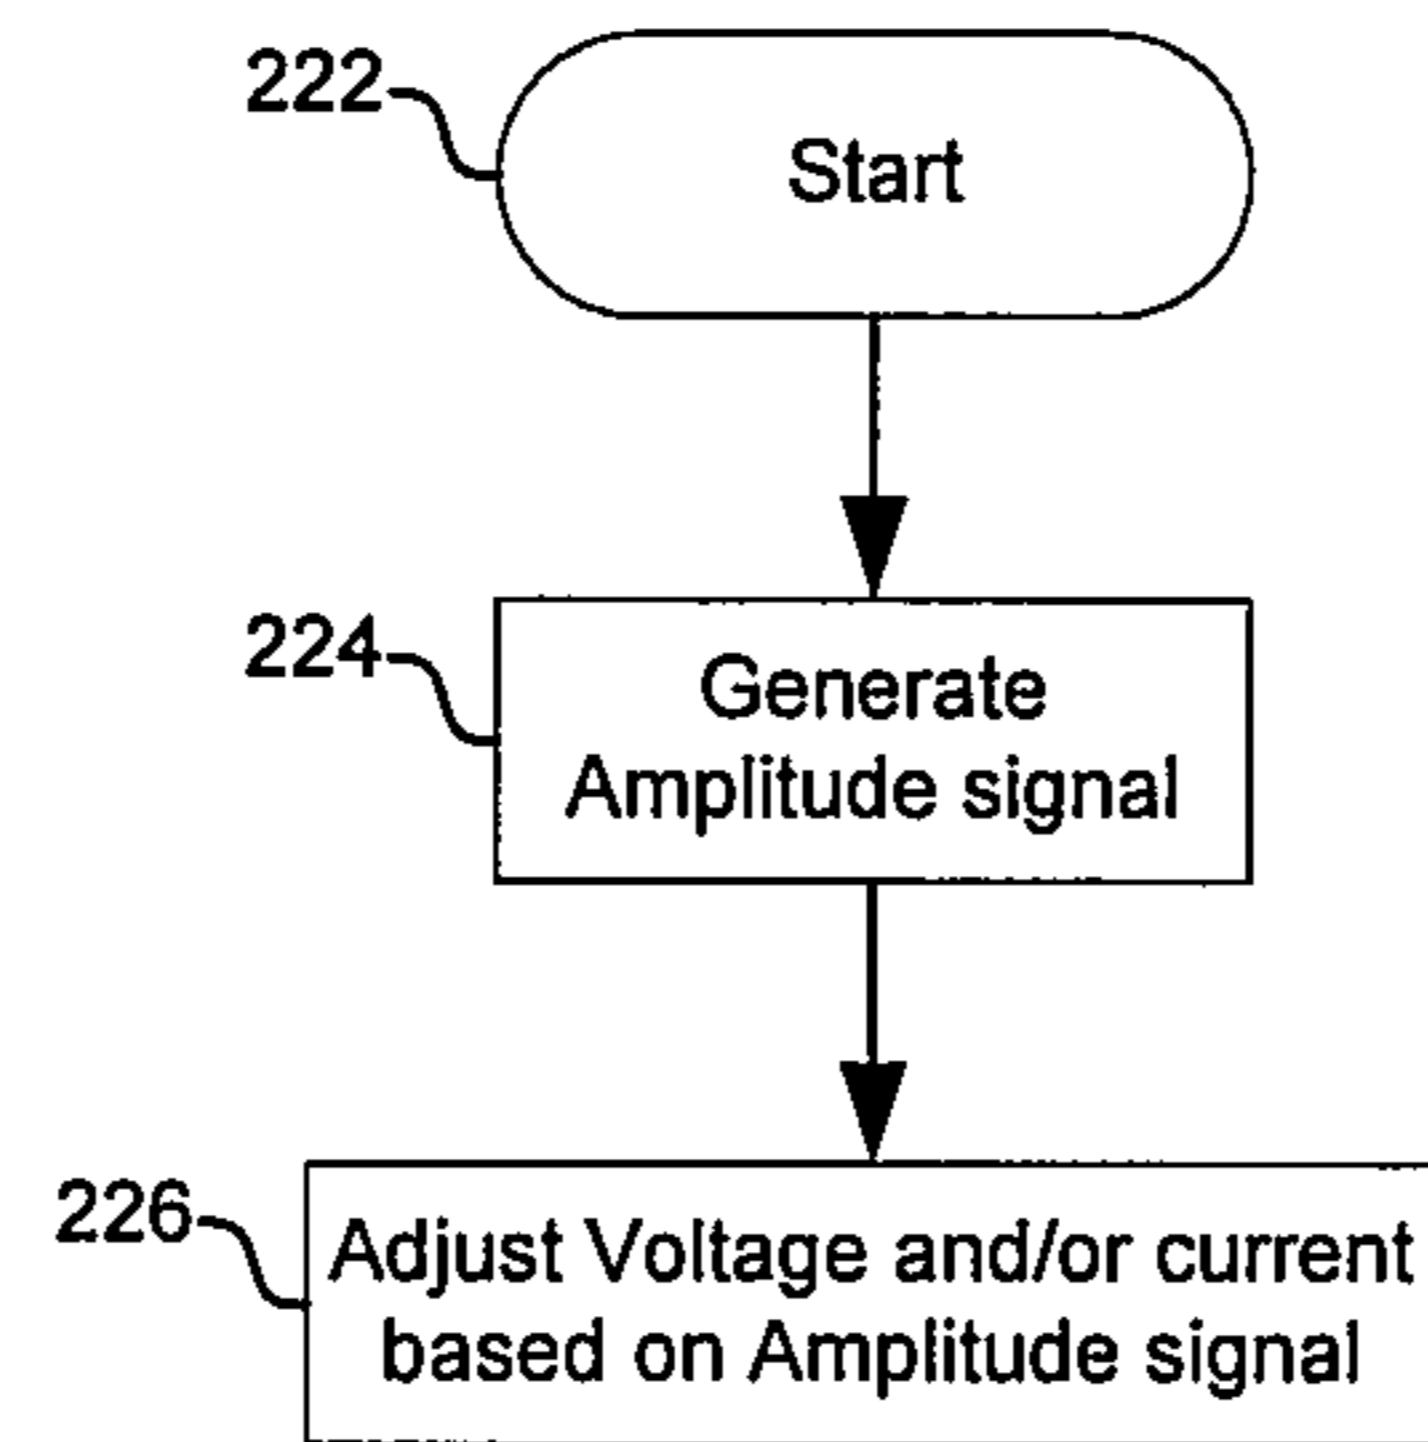 222
Start
224
Generate
Amplitude signal
226
Adjust Voltage and/or current
based on Amplitude signal